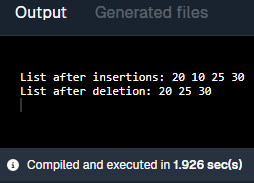 Output Generated files
List after insertions: 20 10 25 30
List after deletion: 20 25 30
Compiled and executed in 1.926 sec(s)